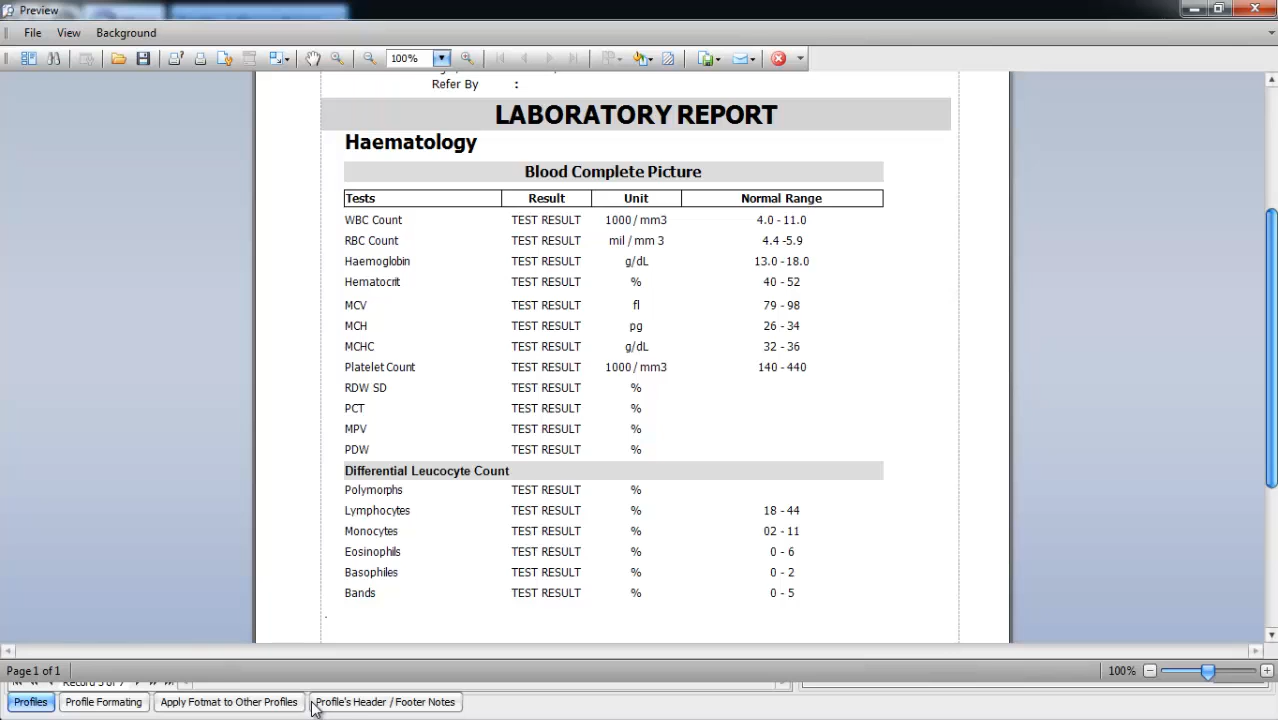 Preview
File View Background
100%
Refer By :
LABORATORY REPORT
Haematology
Blood Complete Picture
Tests Result Unit Normal Range
WBC Count TEST RESULT 1000 / mm3 4.0 - 11.0
RBC Count TEST RESULT mil / mm 3 4.4 -5.9
Haemoglobin TEST RESULT g/dL 13.0 -18.0
Hematocrit TEST RESULT % 40 - 52
MCV TEST RESULT fl 79 - 98
MCH TEST RESULT pg 26 - 34
MCHC TEST RESULT g/dL 32 - 36
Platelet Count TEST RESULT 1000 / mm3 140 - 440
RDW SD TEST RESULT %
PCT TEST RESULT %
MPV TEST RESULT %
PDW TEST RESULT %
Differential Leucocyte Count
Polymorphs TEST RESULT %
Lymphocytes TEST RESULT % 18 - 44
Monocytes TEST RESULT % 02 - 11
Eosinophils TEST RESULT % 0 - 6
Basophiles TEST RESULT % 0 - 2
Bands TEST RESULT % 0 - 5
.
Page 1 of 1 100%
Profiles Profile Formating Apply Fotmat to Other Profiles Profile's Header / Footer Notes